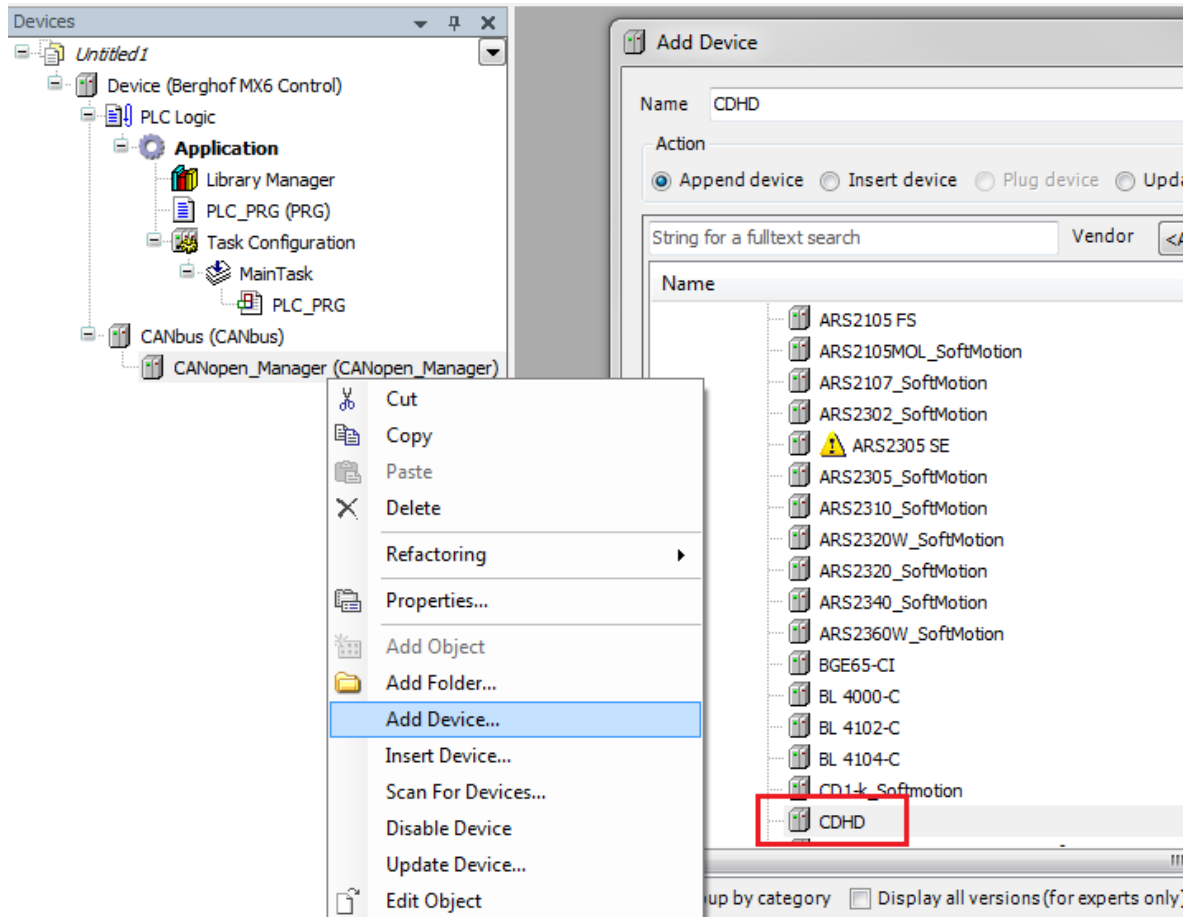 Devices
Untitled1
Device (Berghof MX6 Control)
PLC Logic
Application
Library Manager
PLC_PRG (PRG)
Task Configuration
MainTask
PLC_PRG
CANbus (CANbus)
CANopen_Manager (CANopen_Manager)
Cut
Copy
Paste
Delete
Refactoring
Properties...
Add Object
Add Folder...
Add Device...
Insert Device...
Scan For Devices...
Disable Device
Update Device...
Edit Object
Add Device
Name CDHD
Action
Append device Insert device Plug device Upda
String for a fulltext search Vendor <A
Name
ARS2105 FS
ARS2105MOL_SoftMotion
ARS2107_SoftMotion
ARS2302_SoftMotion
ARS2305 SE
ARS2305_SoftMotion
ARS2310_SoftMotion
ARS2320W_SoftMotion
ARS2320_SoftMotion
ARS2340_SoftMotion
ARS2360W_SoftMotion
BGE65-CI
BL 4000-C
BL 4102-C
BL 4104-C
CD1-k_Softmotion
CDHD
up by category Display all versions (for experts only)